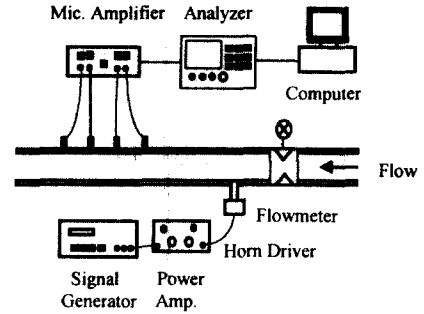 Mic. Amplifier
Analyzer
Computer
Flow
Flowmeter
Horn Driver
Signal
Generator
Power
Amp.